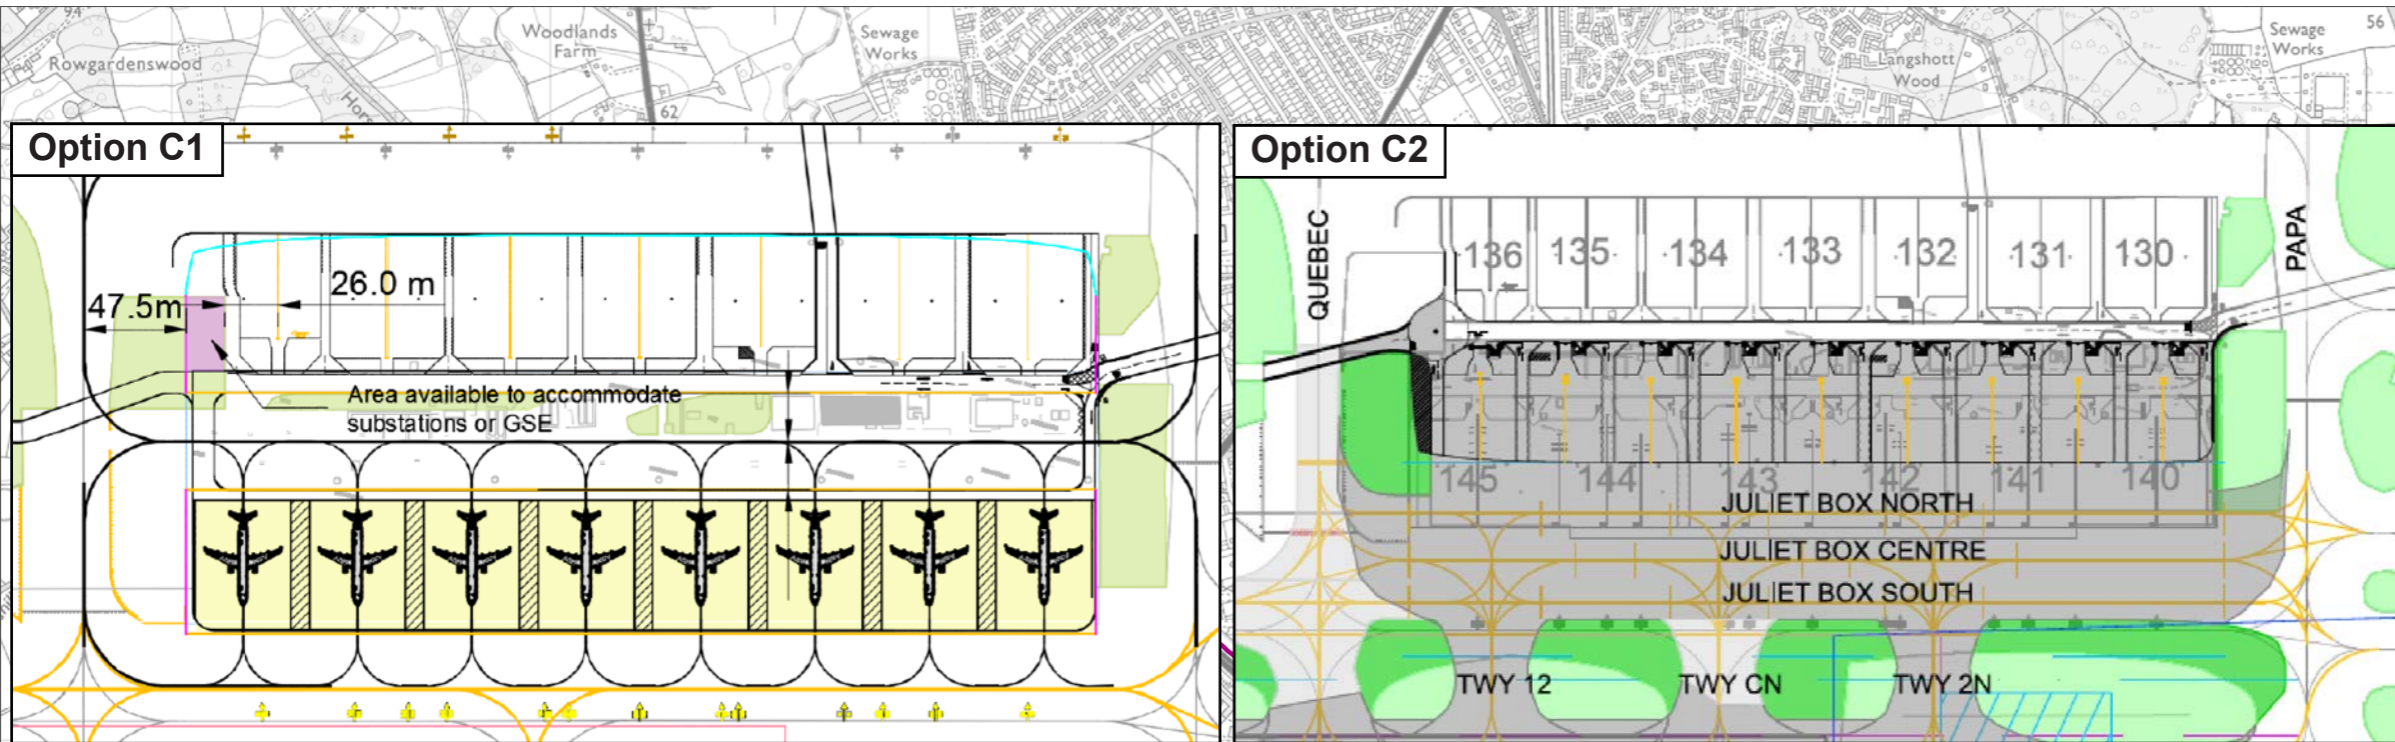 94
Rowgardenswood
Woodlands
Farm
62
Sewage
Works
Langshott
Wood
Sewage
Works
56
Option C1
26.0 m
47.5m
Area available to accommodate
substations or GSE
Option C2
QUEBEC
PAPA
136
135
134
133
132
131
130
145
144
143
142
141
140
JULIET BOX NORTH
JULIET BOX CENTRE
JULIET BOX SOUTH
TWY 12
TWY CN
TWY 2N